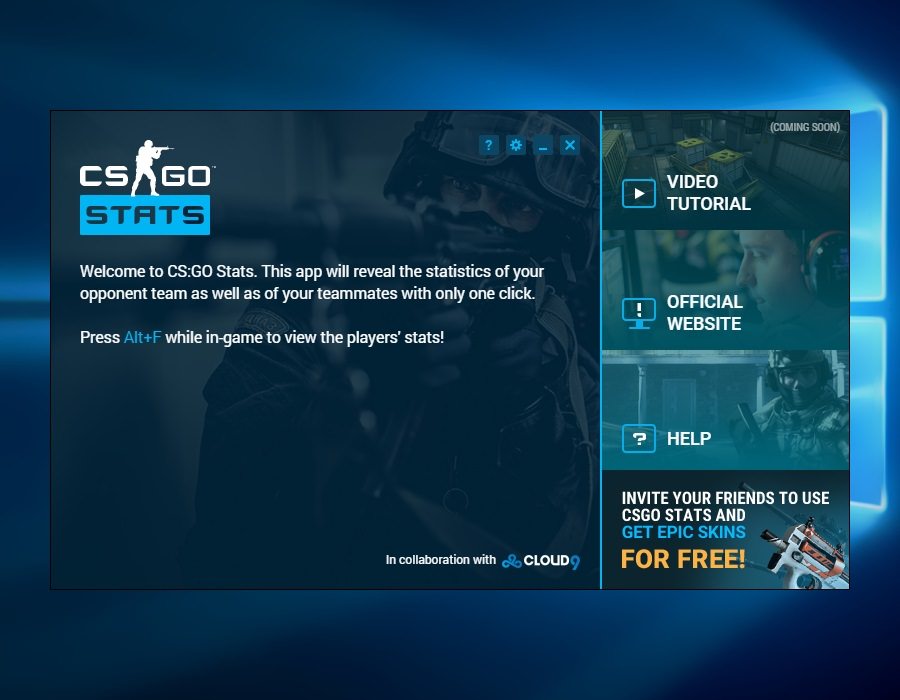 CS GO™
STATS
Welcome to CS:GO Stats. This app will reveal the statistics of your
opponent team as well as of your teammates with only one click.
Press Alt+F while in-game to view the players' stats!
In collaboration with CLOUD9
(COMING SOON)
VIDEO
TUTORIAL
OFFICIAL
WEBSITE
HELP
INVITE YOUR FRIENDS TO USE
CSGO STATS AND
GET EPIC SKINS
FOR FREE!